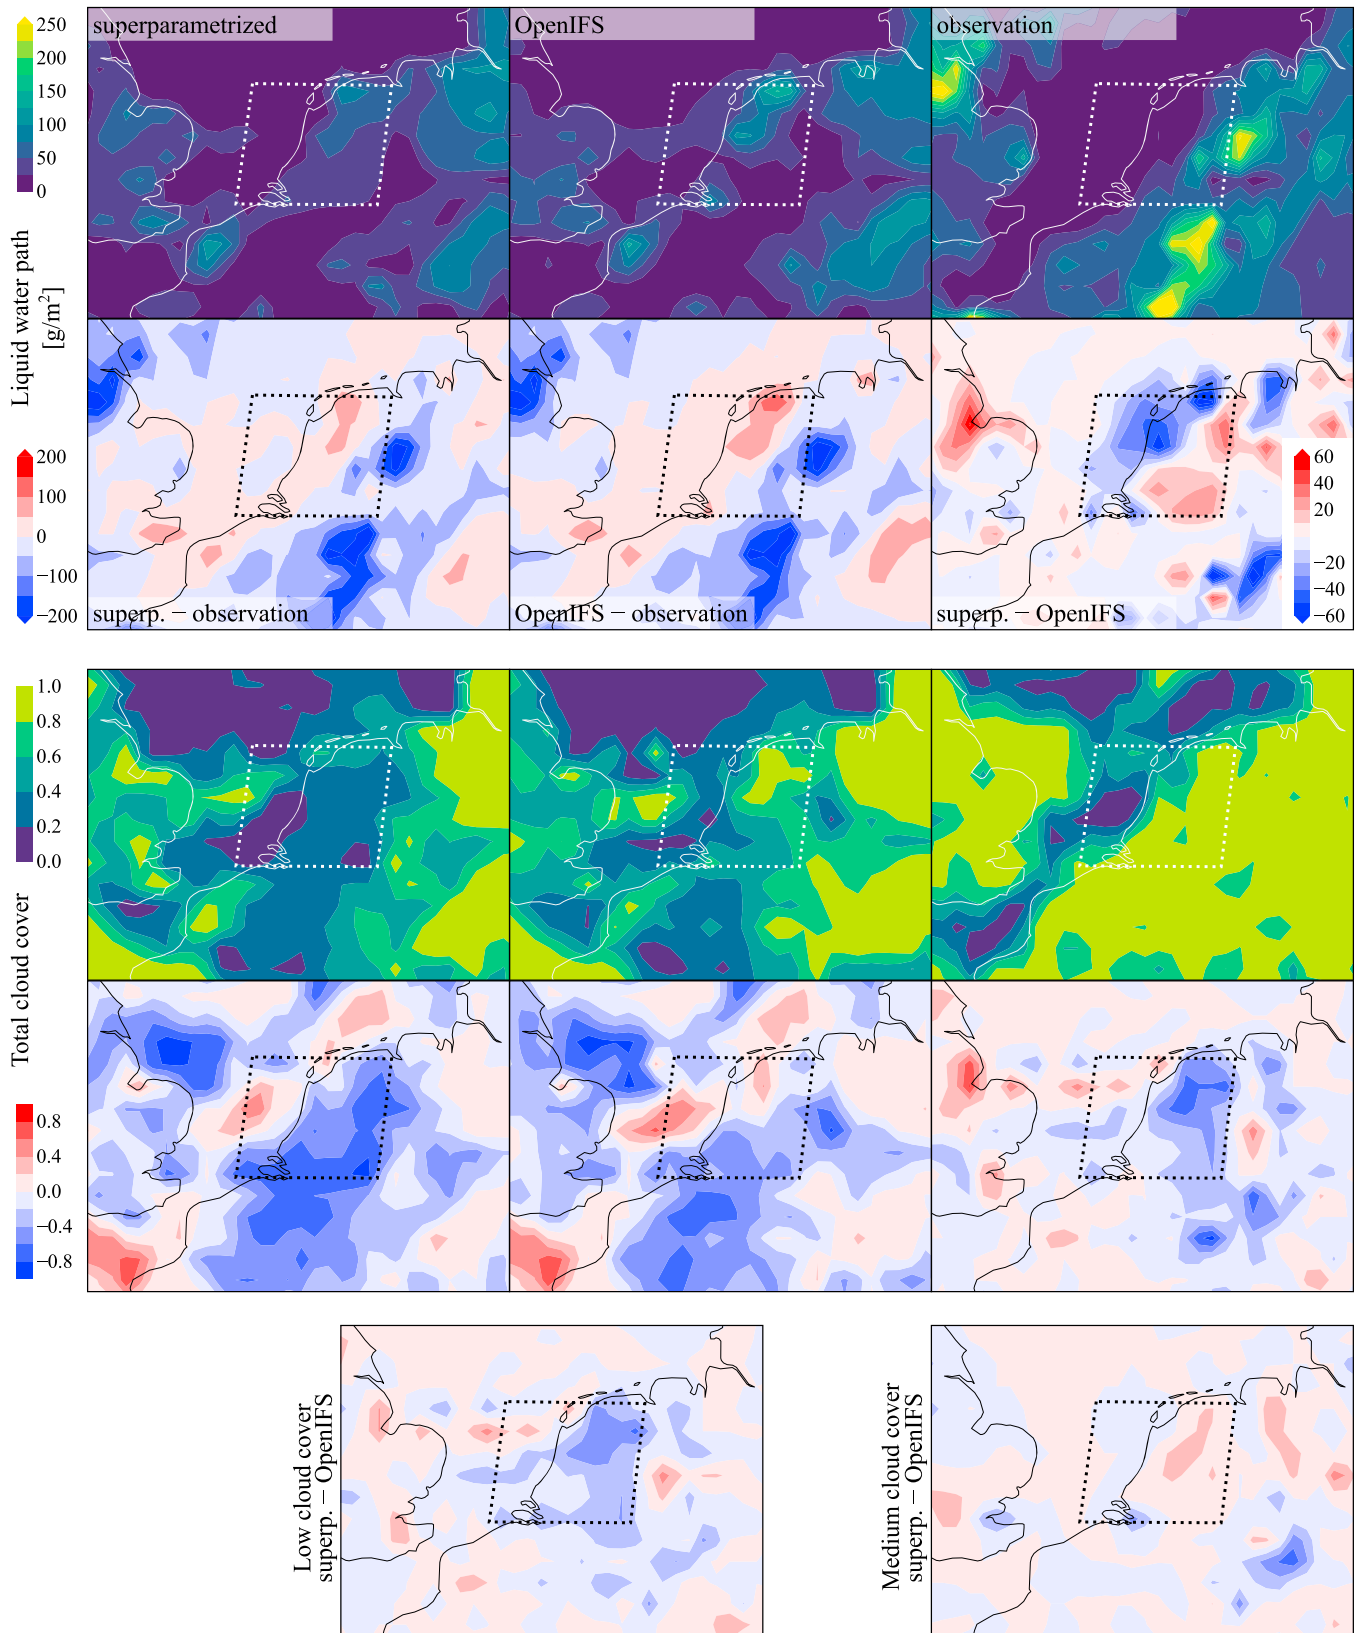 superparametrized
OpenIFS
observation
250
200
150
100
50
0
Liquid water path
[g/m²]
200
100
0
−100
−200
superp. − observation
OpenIFS − observation
superp. − OpenIFS
60
40
20
−20
−40
−60
1.0
0.8
0.6
0.4
0.2
0.0
Total cloud cover
0.8
0.4
0.0
−0.4
−0.8
Low cloud cover
superp. − OpenIFS
Medium cloud cover
superp. − OpenIFS